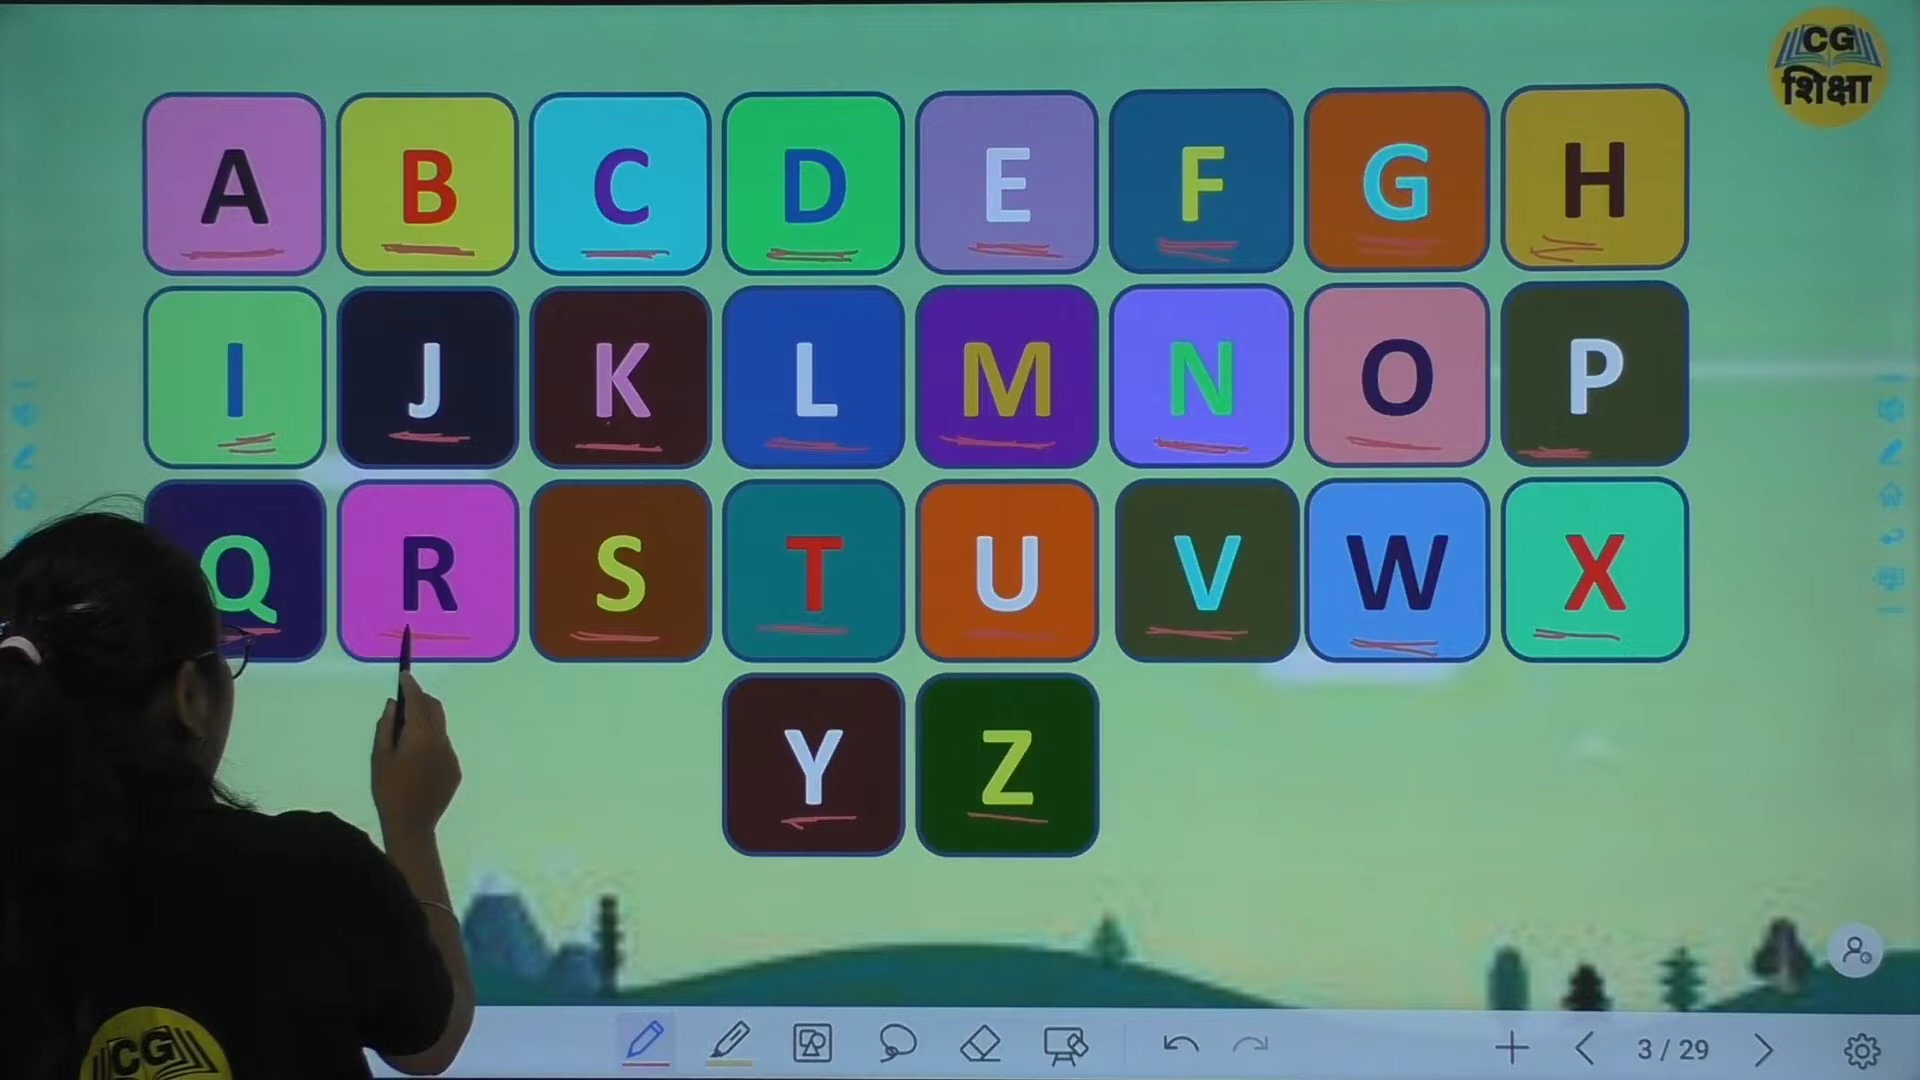 CG
शिक्षा
A B C D E F G H
I J K L M N O P
Q R S T U V W X
Y Z
CG
3 / 29